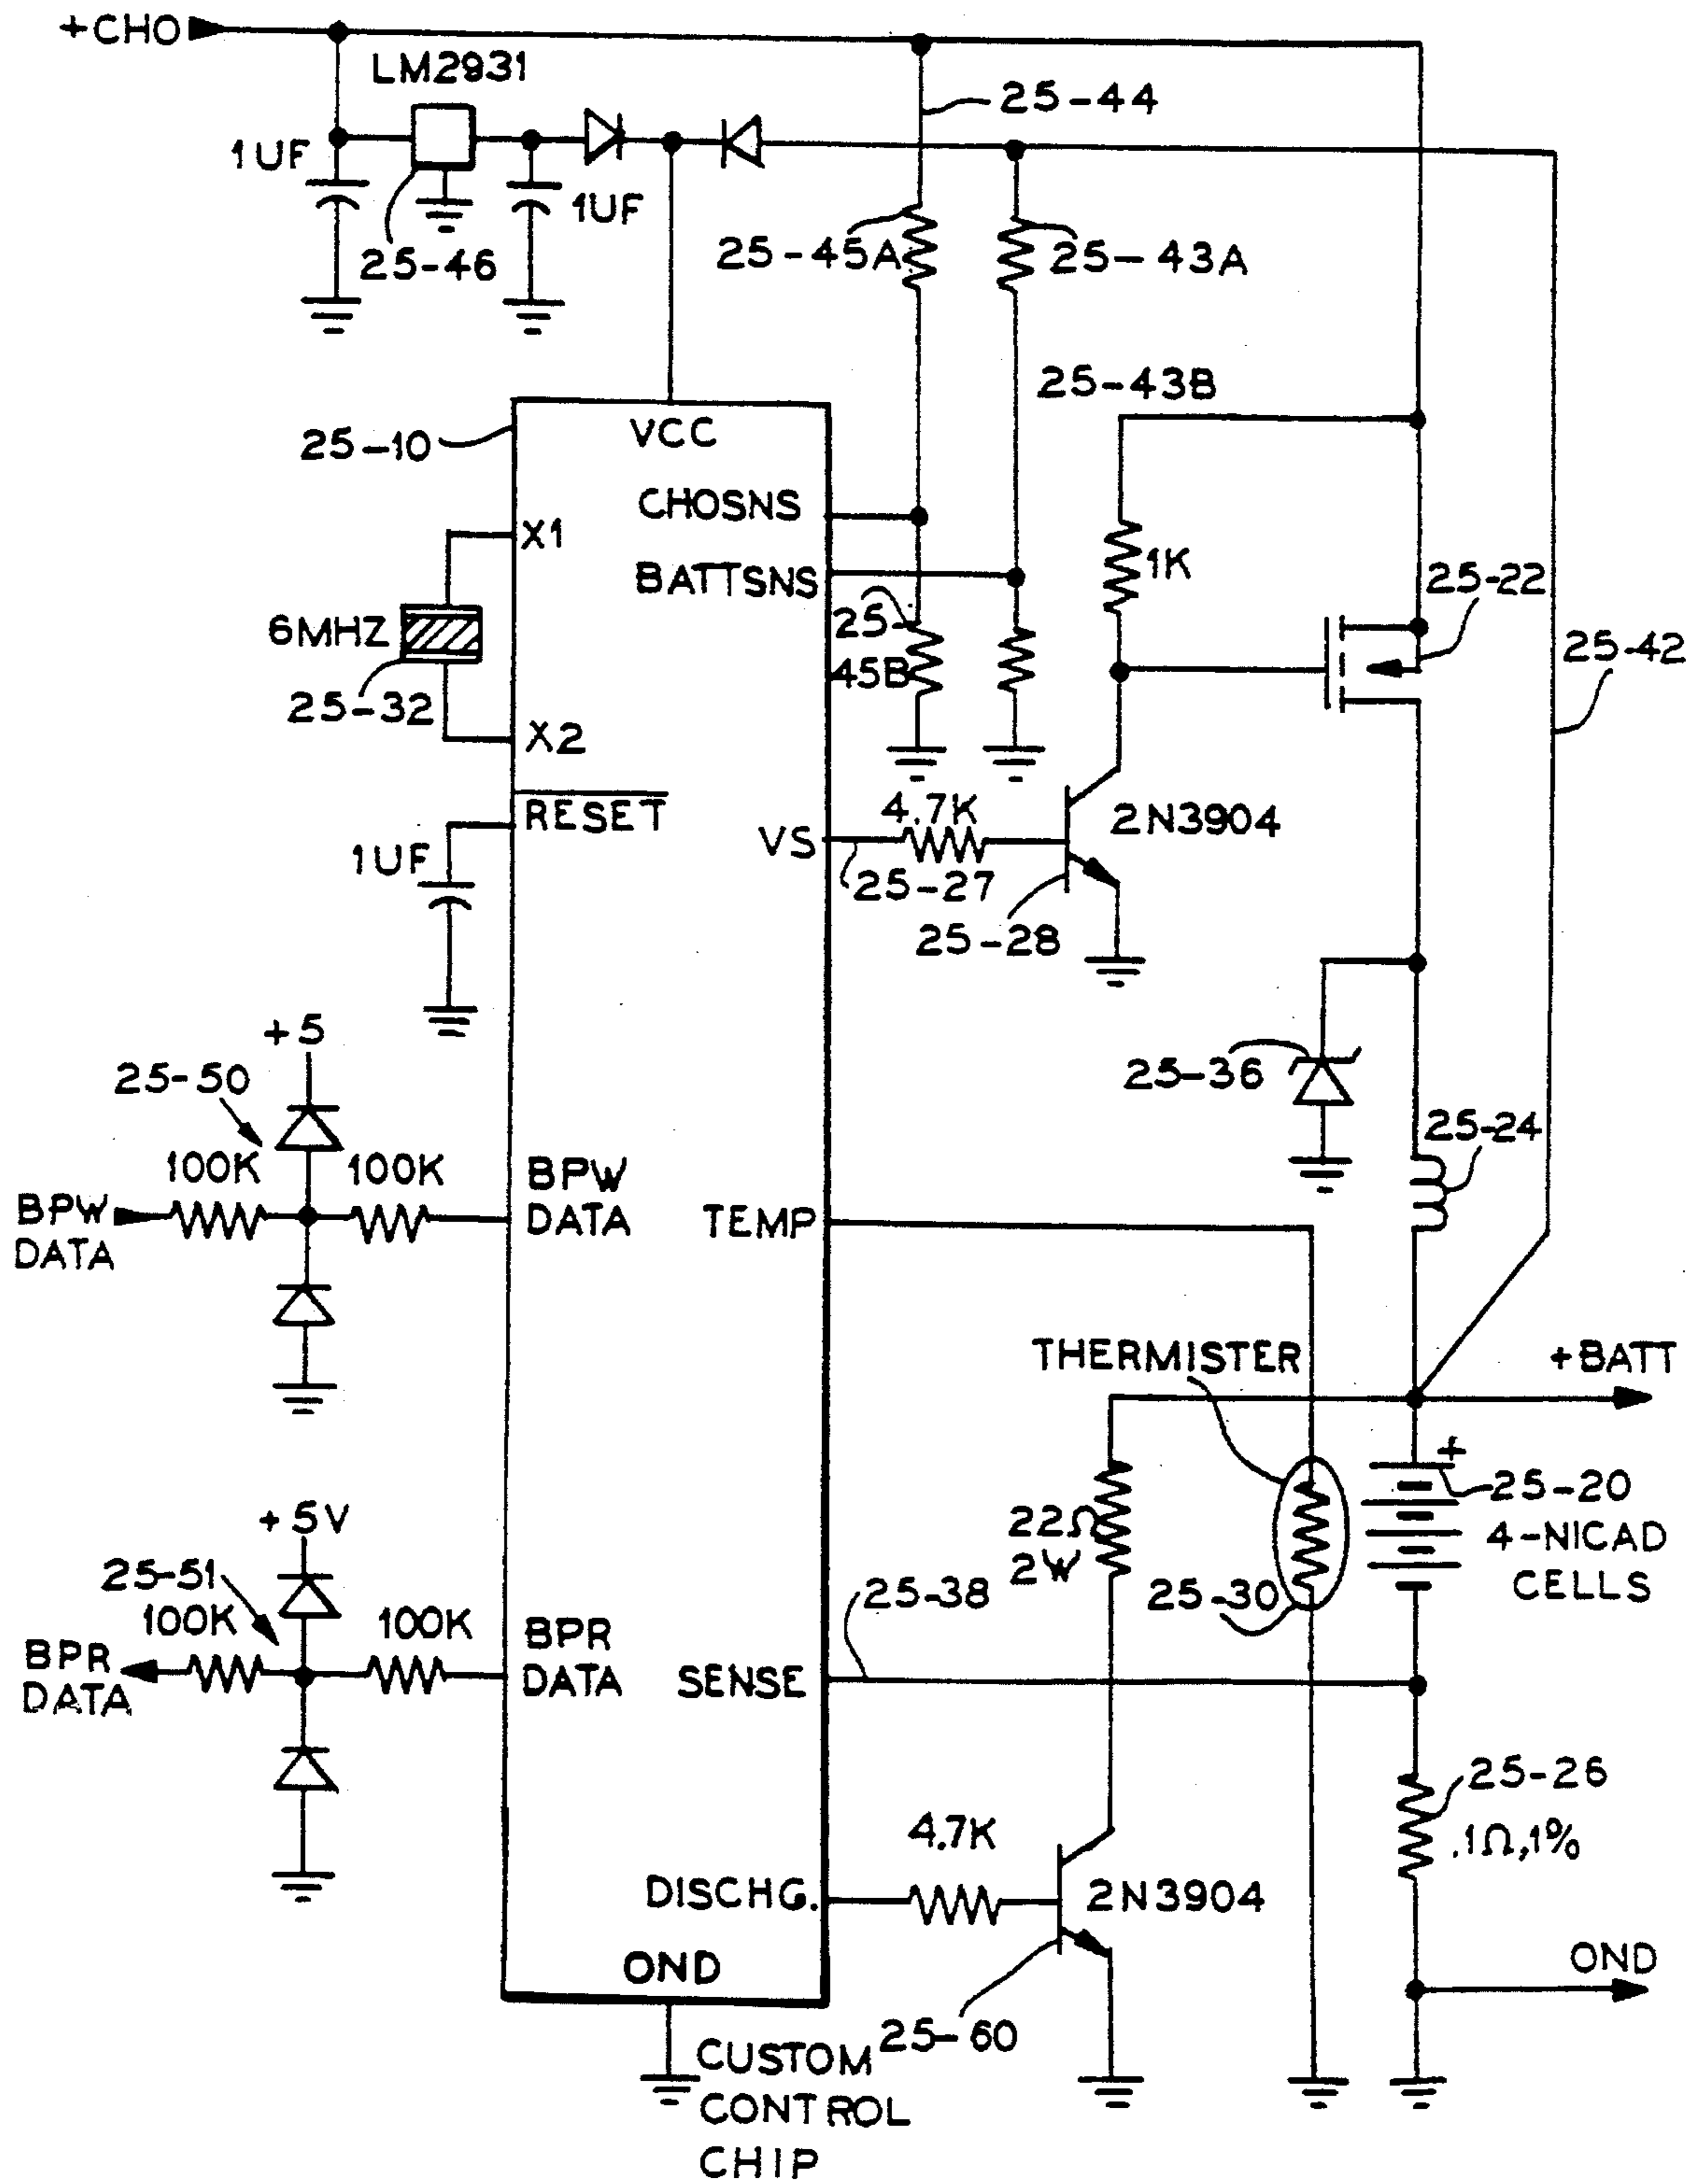 +CHO
LM2931
25-44
1UF
1UF
25-45A
25-43A
25-46
25-43B
25-10
VCC
CHOSNS
X1
BATTSNS
1K
25-22
25-
45B
6MHZ
25-42
25-32
X2
RESET
4.7K
2N3904
VS
1UF
25-27
25-28
+5
25-50
25-36
25-24
100K
100K
BPW
DATA
BPW
DATA
TEMP
THERMISTER
+BATT
+
25-20
4-NICAD
CELLS
22Ω
2W
+5V
25-51
25-38
25-30
100K
100K
BPR
DATA
BPR
DATA
SENSE
25-26
.1Ω,1%
4.7K
DISCHG.
2N3904
OND
OND
25-60
CUSTOM
CONTROL
CHIP